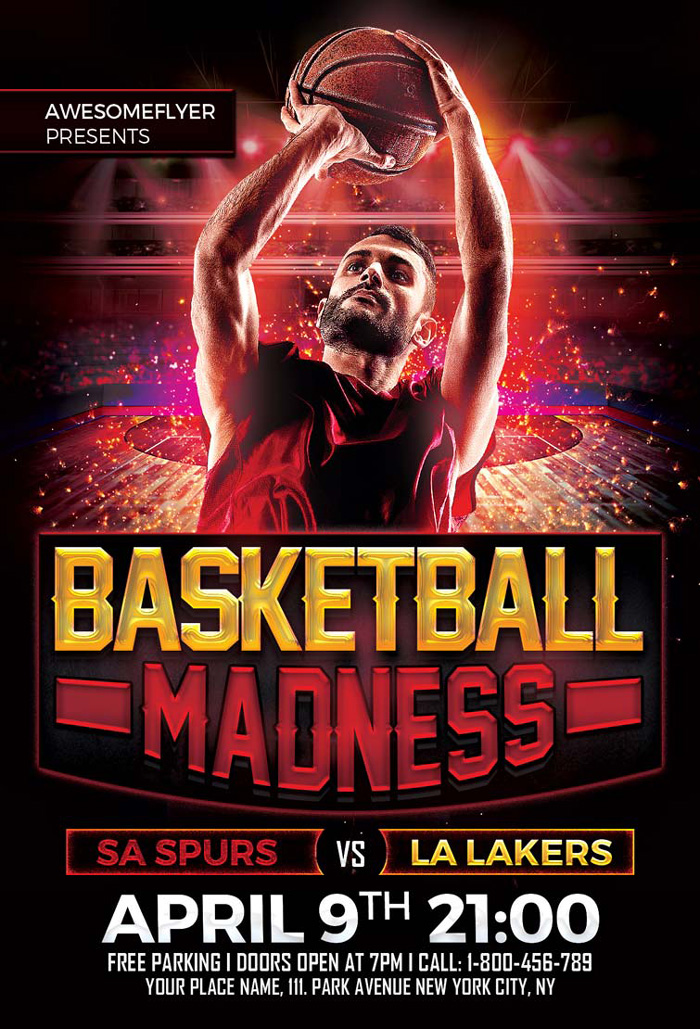 AWESOMEFLYER
PRESENTS
BASKETBALL
MADNESS
SA SPURS VS LA LAKERS
APRIL 9TH 21:00
FREE PARKING | DOORS OPEN AT 7PM | CALL: 1-800-456-789
YOUR PLACE NAME, 111. PARK AVENUE NEW YORK CITY, NY